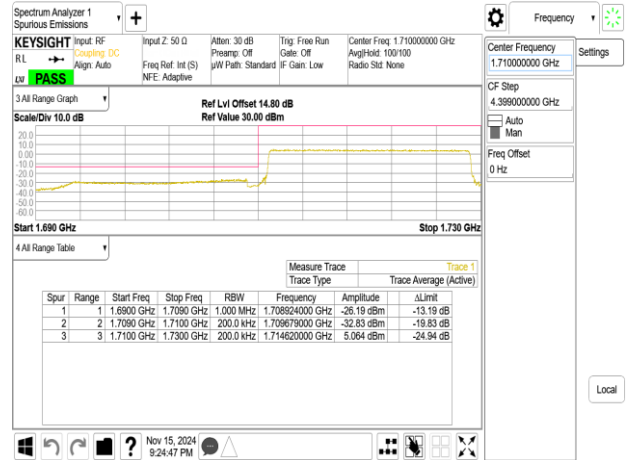 Spectrum Analyzer 1
Spurious Emissions
Frequency
KEYSIGHT
RL
LXI
PASS
Input: RF
Coupling: DC
Align: Auto
Input Z: 50 Ω
Freq Ref: Int (S)
NFE: Adaptive
Atten: 30 dB
Preamp: Off
µW Path: Standard
Trig: Free Run
Gate: Off
IF Gain: Low
Center Freq: 1.710000000 GHz
Avg|Hold: 100/100
Radio Std: None
Center Frequency
1.710000000 GHz
Settings
CF Step
4.399000000 GHz
Auto
Man
Freq Offset
0 Hz
3 All Range Graph
Scale/Div 10.0 dB
Ref Lvl Offset 14.80 dB
Ref Value 30.00 dBm
20.0
10.0
0.00
-10.0
-20.0
-30.0
-40.0
-50.0
-60.0
Start 1.690 GHz
Stop 1.730 GHz
4 All Range Table
Measure Trace Trace 1
Trace Type Trace Average (Active)
Spur Range Start Freq Stop Freq RBW Frequency Amplitude ΔLimit
1 1 1.6900 GHz 1.7090 GHz 1.000 MHz 1.708924000 GHz -26.19 dBm -13.19 dB
2 2 1.7090 GHz 1.7100 GHz 200.0 kHz 1.709679000 GHz -32.83 dBm -19.83 dB
3 3 1.7100 GHz 1.7300 GHz 200.0 kHz 1.714620000 GHz 5.064 dBm -24.94 dB
Local
?
Nov 15, 2024
9:24:47 PM